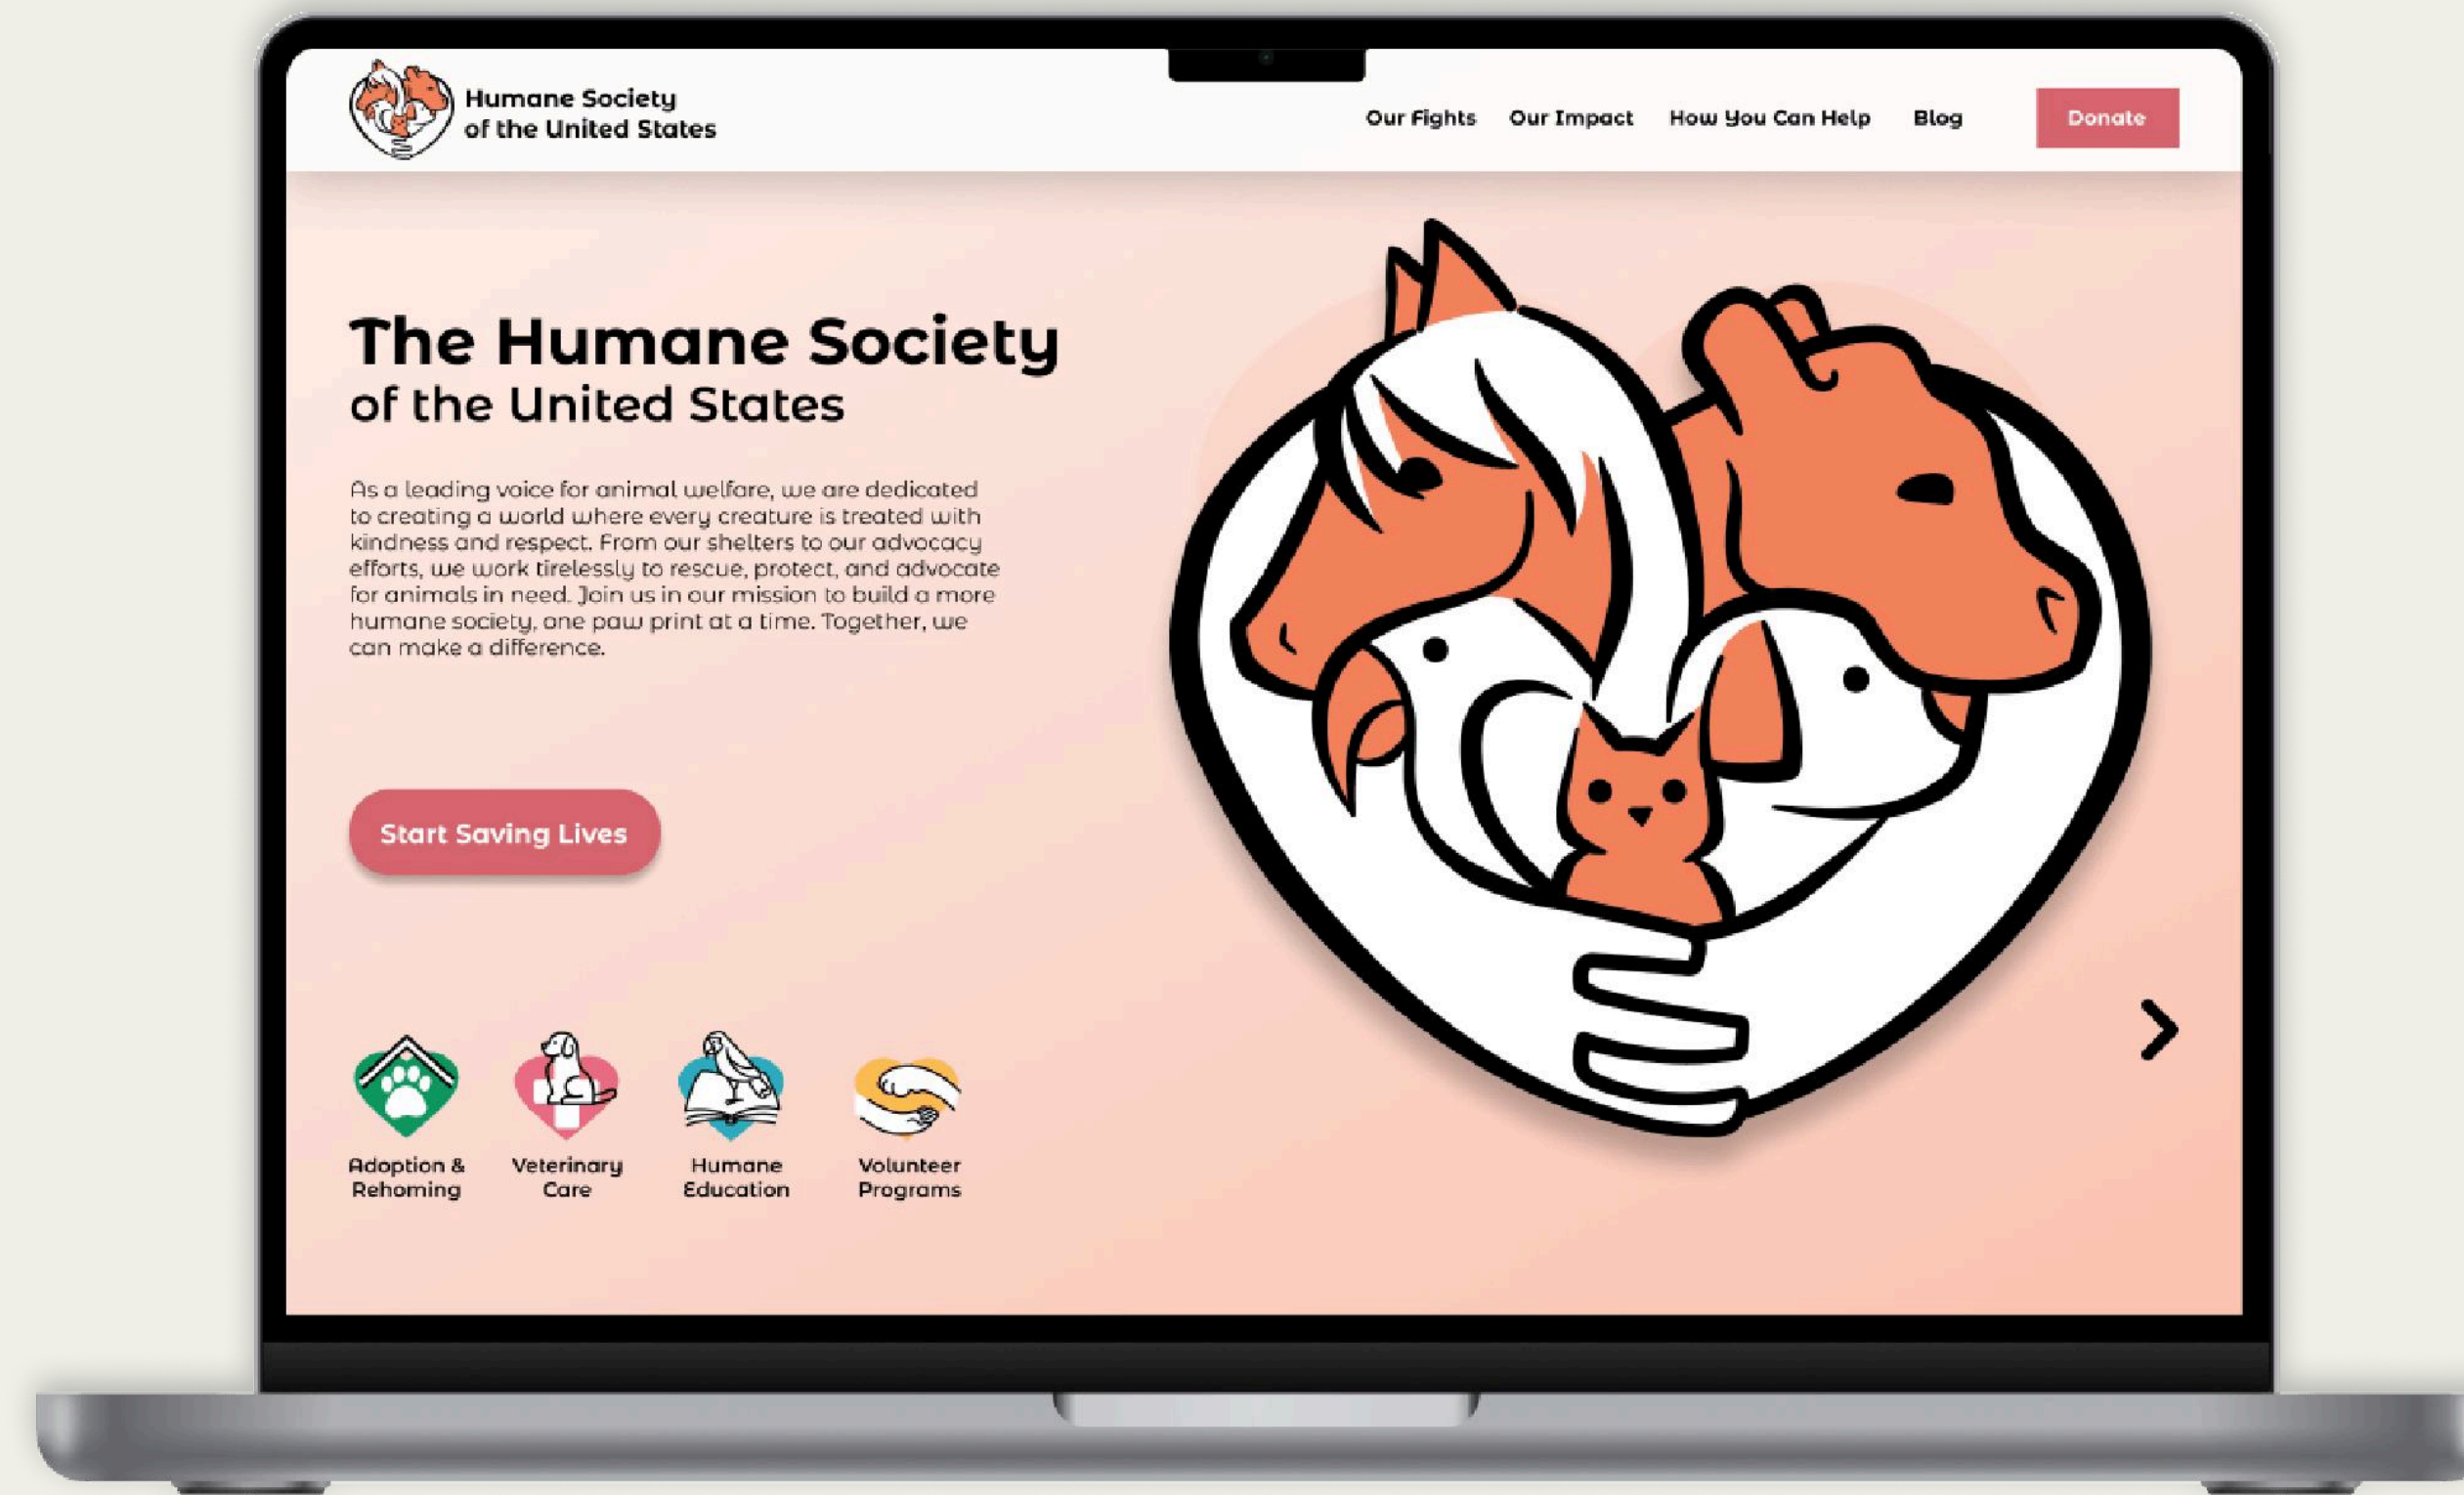 Humane Society
of the United States
Our Fights
Our Impact
How You Can Help
Blog
Donate
The Humane Society
of the United States
As a leading voice for animal welfare, we are dedicated
to creating a world where every creature is treated with
kindness and respect. From our shelters to our advocacy
efforts, we work tirelessly to rescue, protect, and advocate
for animals in need. Join us in our mission to build a more
humane society, one paw print at a time. Together, we
can make a difference.
Start Saving Lives
Adoption &
Rehoming
Veterinary
Care
Humane
Education
Volunteer
Programs